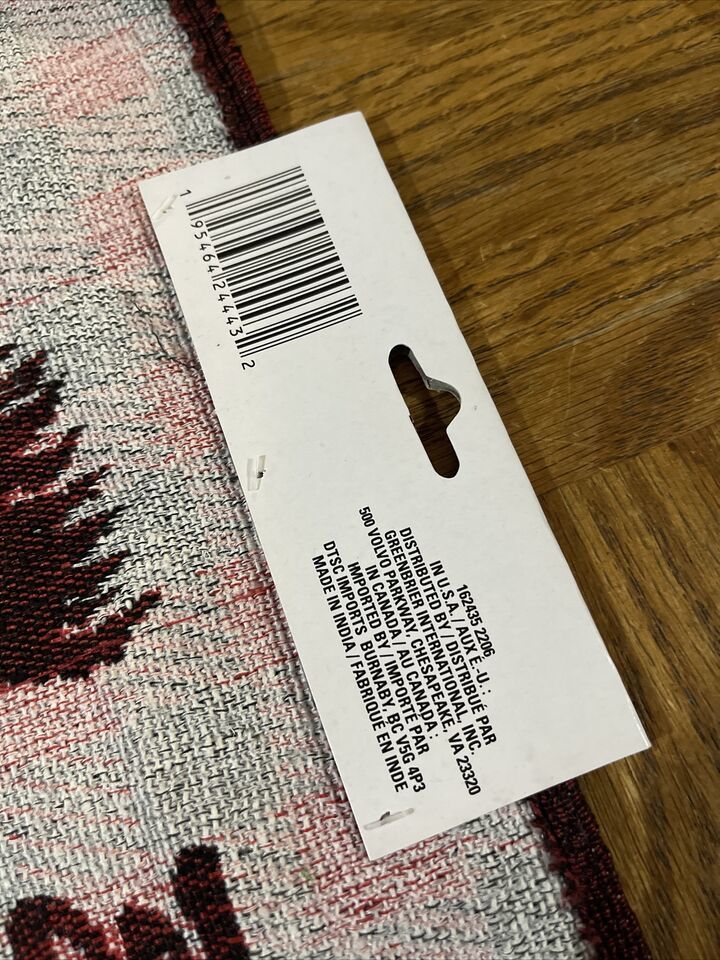 7 95464 24443 2
162435 2206
IN U.S.A. / AUX É.-U. :
DISTRIBUTED BY / DISTRIBUÉ PAR
GREENBRIER INTERNATIONAL, INC.
500 VOLVO PARKWAY, CHESAPEAKE, VA 23320
IN CANADA / AU CANADA :
IMPORTED BY / IMPORTÉ PAR
DTSC IMPORTS, BURNABY, BC V5G 4P3
MADE IN INDIA / FABRIQUÉ EN INDE